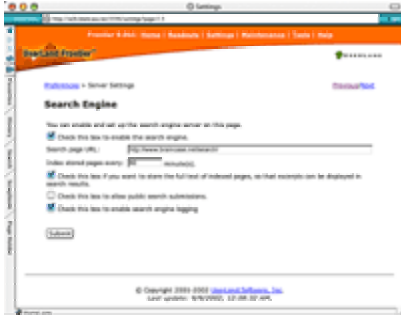 Settings
Home | Readouts | Settings | Maintenance | Tools | Help
UserLand Frontier
Preferences > Server Settings
Previous/Next
Search Engine
You can enable and set up the search engine server on this page.
Check this box to enable the search engine.
Search page URL:
Index stored pages every: minute(s).
Check this box if you want to store the full text of indexed pages, so that excerpts can be displayed in
search results.
Check this box to allow public search submissions.
Check this box to enable search engine logging
Submit
© Copyright 2001-2002 UserLand Software, Inc.
Last update: